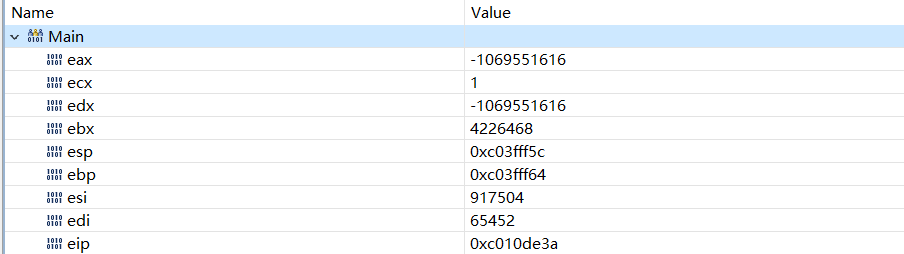 Name Value
Main
eax -1069551616
ecx 1
edx -1069551616
ebx 4226468
esp 0xc03fff5c
ebp 0xc03fff64
esi 917504
edi 65452
eip 0xc010de3a